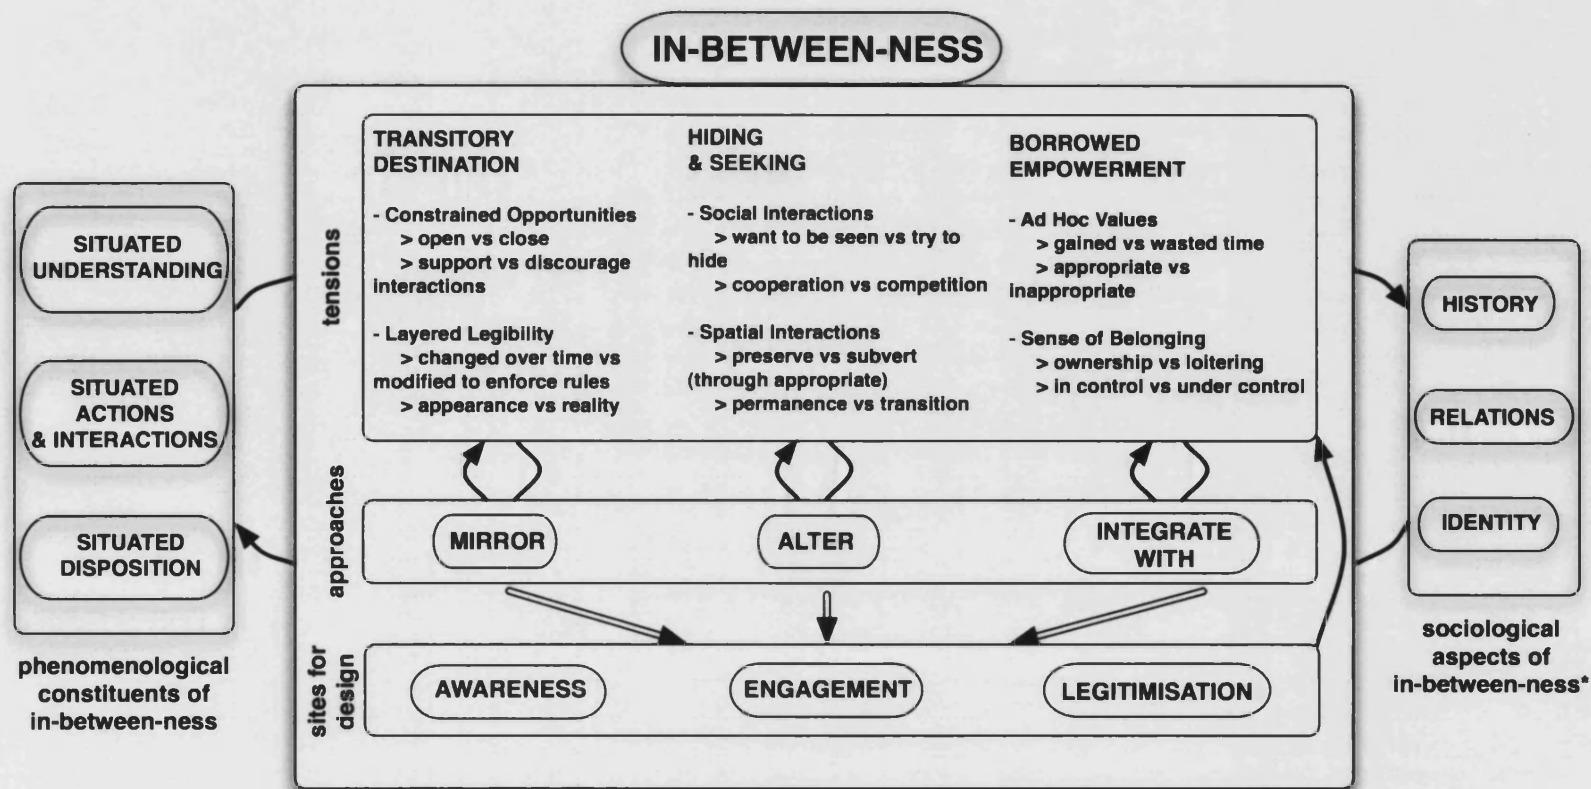 IN-BETWEEN-NESS
SITUATED
UNDERSTANDING
SITUATED
ACTIONS
& INTERACTIONS
SITUATED
DISPOSITION
phenomenological
constituents of
in-between-ness
tensions
TRANSITORY
DESTINATION
- Constrained Opportunities
> open vs close
> support vs discourage
interactions
- Layered Legibility
> changed over time vs
modified to enforce rules
> appearance vs reality
HIDING
& SEEKING
- Social Interactions
> want to be seen vs try to
hide
> cooperation vs competition
- Spatial Interactions
> preserve vs subvert
(through appropriate)
> permanence vs transition
BORROWED
EMPOWERMENT
- Ad Hoc Values
> gained vs wasted time
> appropriate vs
inappropriate
- Sense of Belonging
> ownership vs loitering
> in control vs under control
approaches
MIRROR
ALTER
INTEGRATE
WITH
sites for
design
AWARENESS
ENGAGEMENT
LEGITIMISATION
HISTORY
RELATIONS
IDENTITY
sociological
aspects of
in-between-ness*